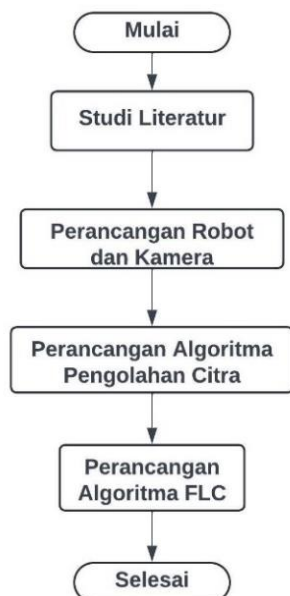 Mulai
Studi Literatur
Perancangan Robot
dan Kamera
Perancangan Algoritma
Pengolahan Citra
Perancangan
Algoritma FLC
Selesai